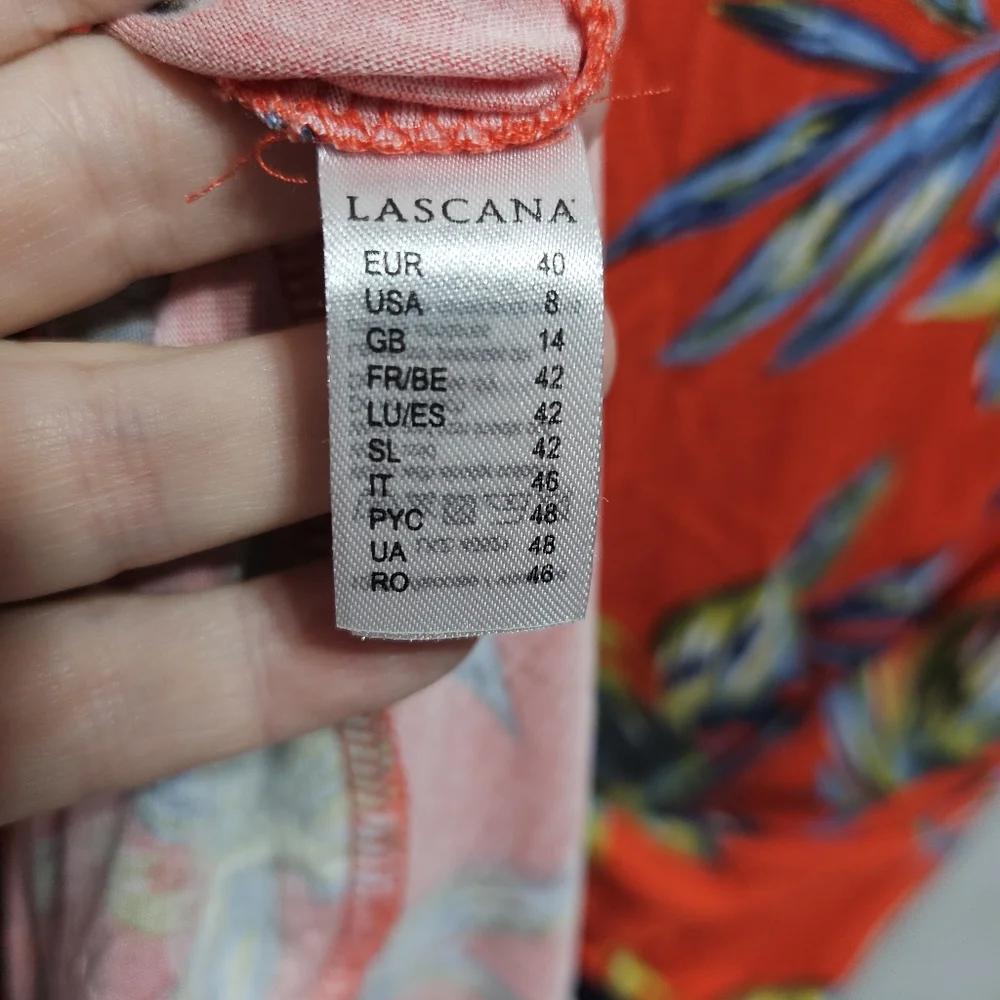 LASCANA
EUR 40
USA 8
GB 14
FR/BE 42
LU/ES 42
SL 42
IT 46
PYC 48
UA 48
RO 46